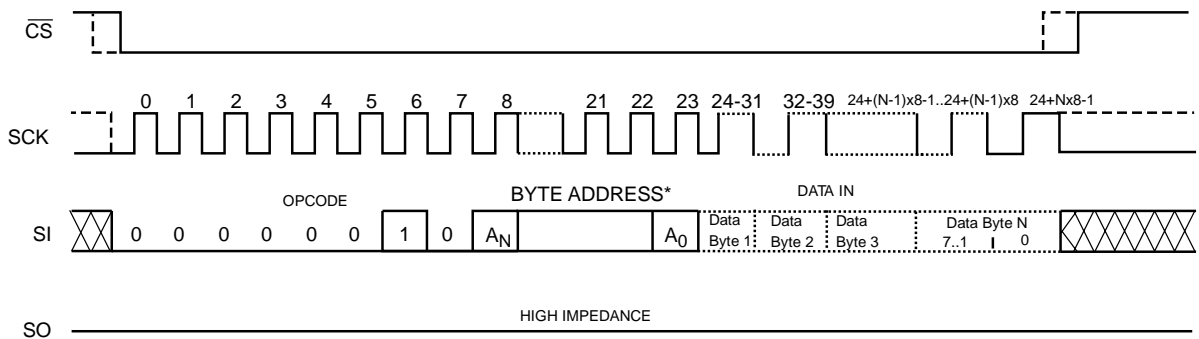 CS
0 1 2 3 4 5 6 7 8 21 22 23 24-31 32-39 24+(N-1)x8-1..24+(N-1)x8 24+Nx8-1
SCK
OPCODE BYTE ADDRESS* DATA IN
SI 0 0 0 0 0 0 1 0 AN A0 Data Byte 1 Data Byte 2 Data Byte 3 Data Byte N 7..1 0
HIGH IMPEDANCE
SO